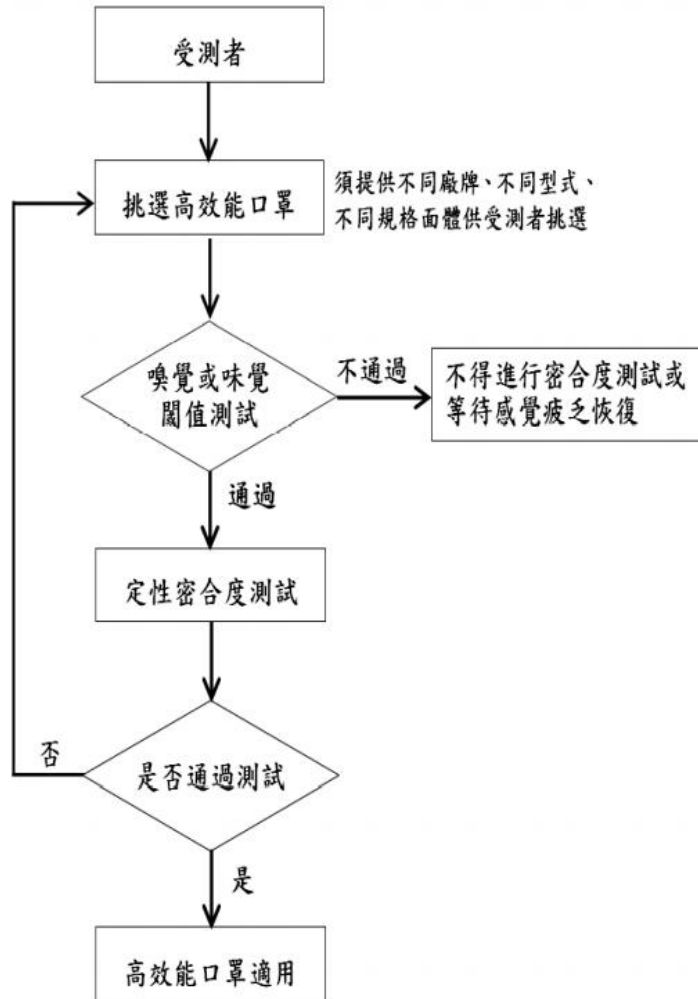 受測者
挑選高效能口罩
須提供不同廠牌、不同型式、
不同規格面體供受測者挑選
嗅覺或味覺
閾值測試
不通過
不得進行密合度測試或
等待感覺疲乏恢復
通過
定性密合度測試
否
是否通過測試
是
高效能口罩適用